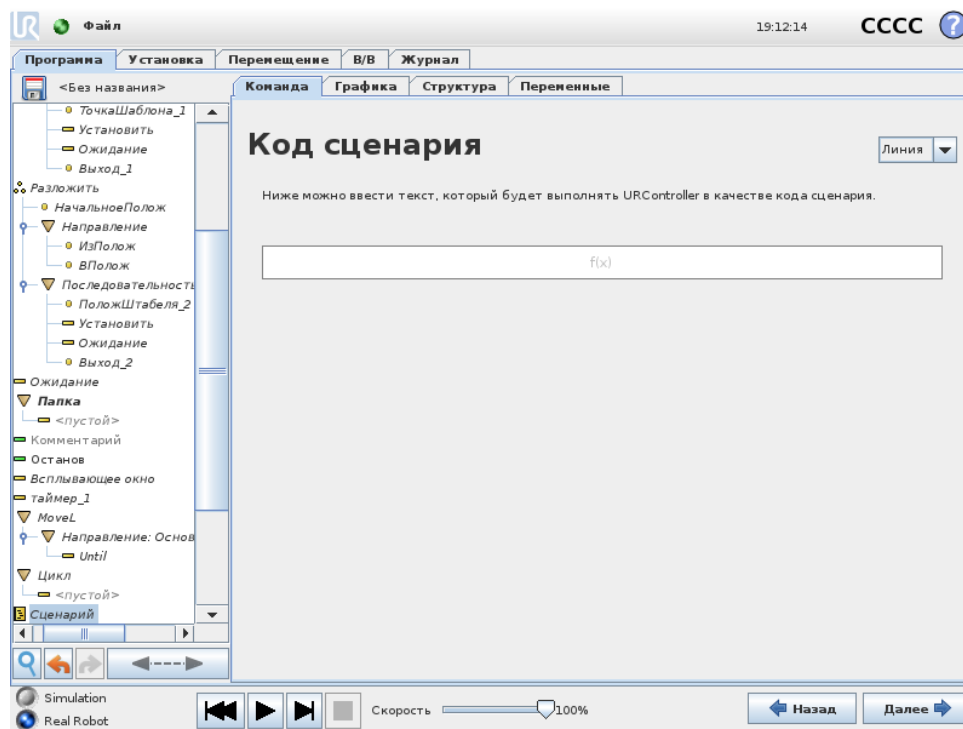 UR Файл 19:12:14 CCCC ?
Программа Установка Перемещение В/В Журнал
<Без названия> Команда Графика Структура Переменные
ТочкаШаблона_1
Установить
Ожидание
Выход_1
Разложить
НачальноеПолож
Направление
ИзПолож
ВПолож
Последовательность
ПоложШтабеля_2
Установить
Ожидание
Выход_2
Ожидание
Папка
<пустой>
Комментарий
Останов
Всплывающее окно
таймер_1
MoveL
Направление: Основ
Until
Цикл
<пустой>
Сценарий
Код сценария
Линия
Ниже можно ввести текст, который будет выполнять URController в качестве кода сценария.
f(x)
Simulation
Real Robot
Скорость 100%
Назад Далее